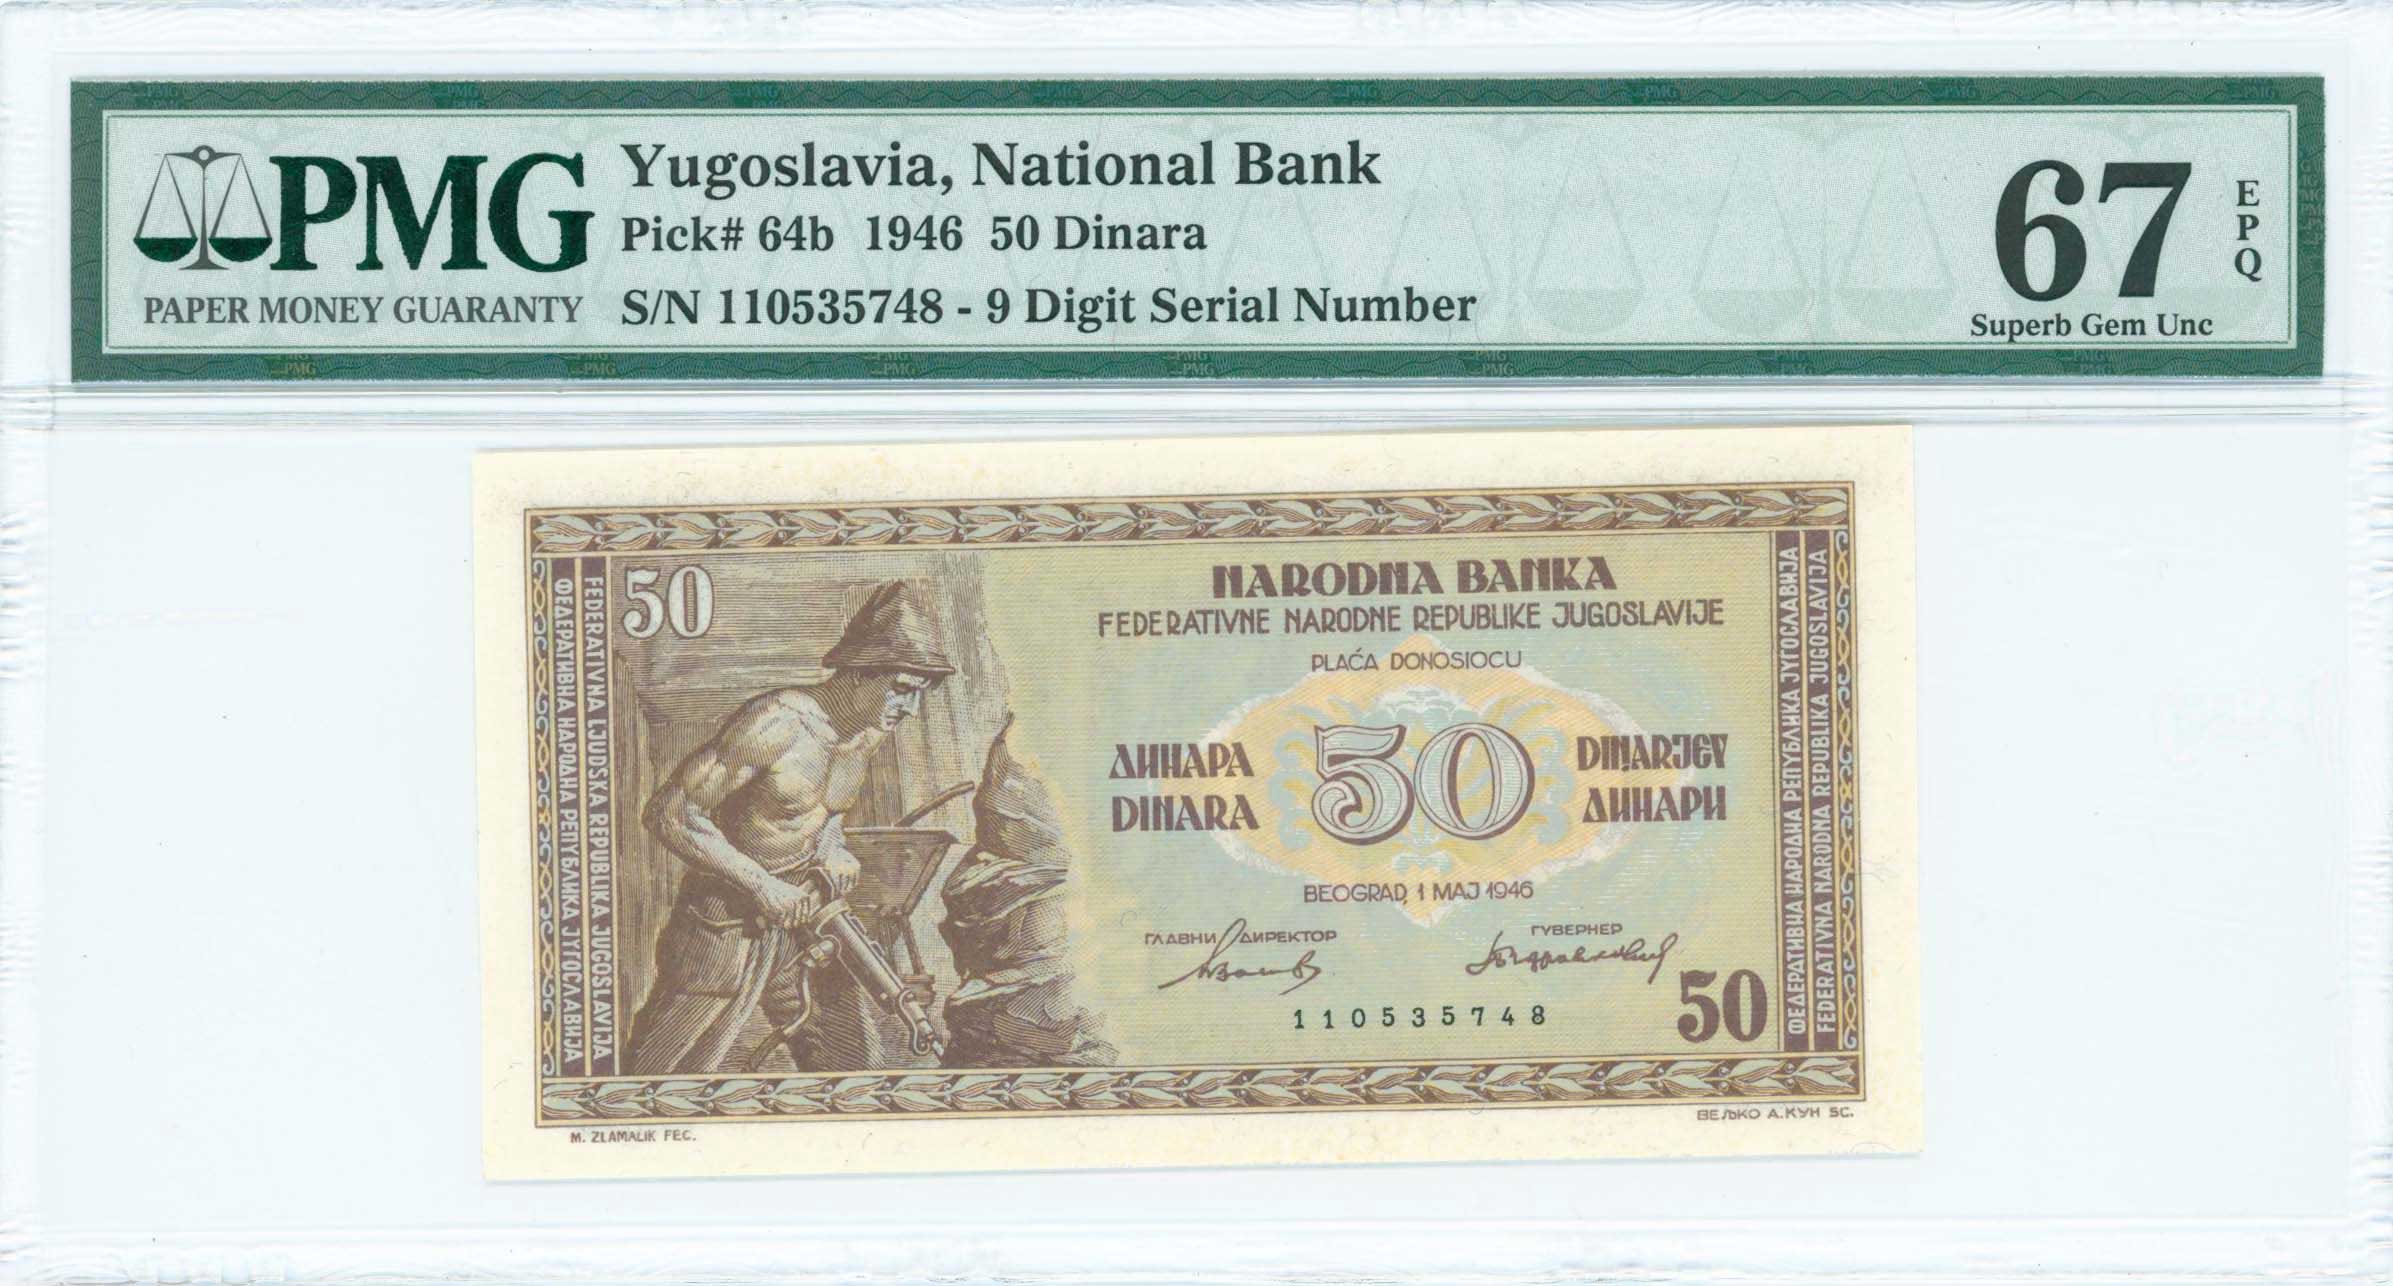 PMG
PAPER MONEY GUARANTY
Yugoslavia, National Bank
Pick# 64b 1946 50 Dinara
S/N 110535748 - 9 Digit Serial Number
67
EPQ
Superb Gem Unc
50
NARODNA BANKA
FEDERATIVNE NARODNE REPUBLIKE JUGOSLAVIJE
PLAĆA DONOSIOCU
ДИНАРА
DINARA
50
DINARJEV
ДИНАРИ
BEOGRAD, 1 MAJ 1946
ГЛАВНИ ДИРЕКТОР
ГУВЕРНЕР
110535748
50
FEDERATIVNA LJUDSKA REPUBLIKA JUGOSLAVIJA
ФЕДЕРАТИВНА НАРОДНА РЕПУБЛИКА ЈУГОСЛАВИЈА
ФЕДЕРАТИВНА НАРОДНА РЕПУБЛИКА ЈУГОСЛАВИЈА
FEDERATIVNA NARODNA REPUBLIKA JUGOSLAVIJA
M. ZLAMALIK FEC.
ВЕЉКО А.КУН SC.